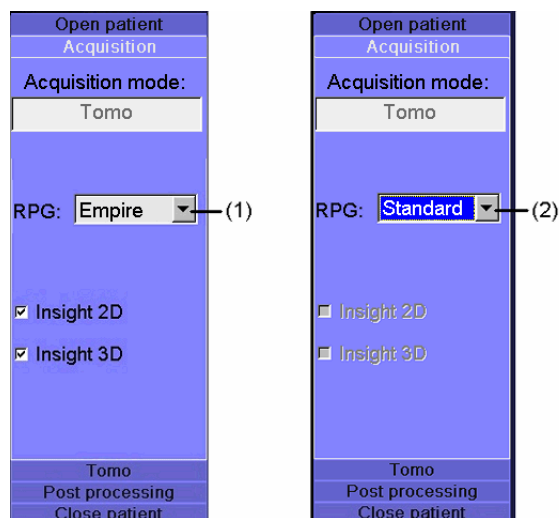 Open patient
Acquisition
Acquisition mode:
Tomo
RPG: Empire (1)
Insight 2D
Insight 3D
Tomo
Post processing
Close patient
Open patient
Acquisition
Acquisition mode:
Tomo
RPG: Standard (2)
Insight 2D
Insight 3D
Tomo
Post processing
Close patient